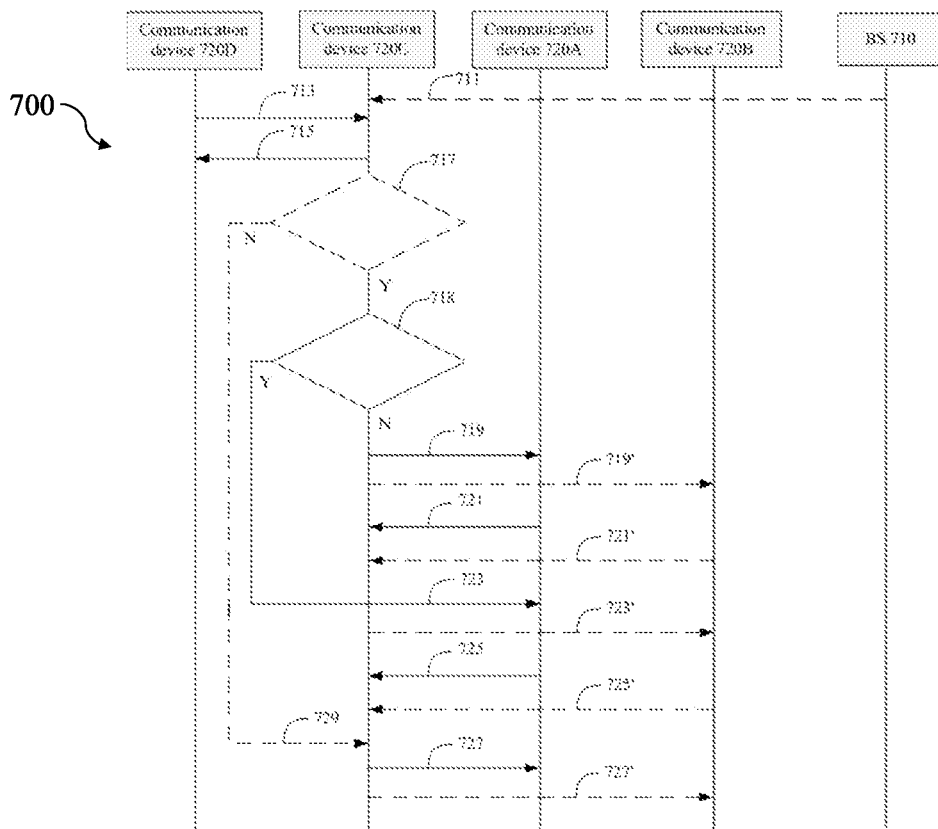 Communication
device 720D
Communication
device 720C
Communication
device 720A
Communication
device 720B
BS 710
700
711
713
715
717
N
Y
718
Y
N
719
719'
721
721'
723
723'
725
725'
729
727
727'